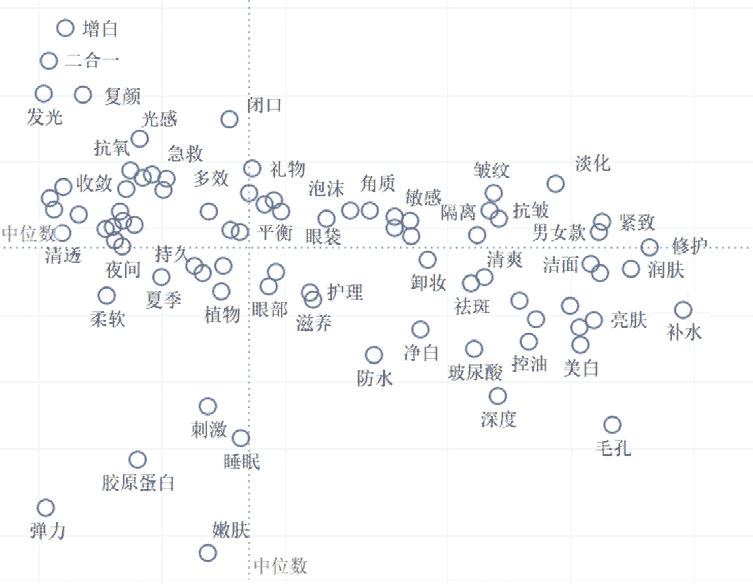 增白
二合一
复颜
发光
闭口
光感
抗氧
急救
收敛
多效
礼物
泡沫
角质
皱纹
淡化
敏感
隔离
抗皱
中位数
平衡
眼袋
男女款
紧致
清透
夜间
持久
清爽
洁面
修护
润肤
夏季
卸妆
柔软
植物
眼部
护理
滋养
祛斑
亮肤
补水
净白
防水
玻尿酸
控油
美白
深度
刺激
毛孔
睡眠
胶原蛋白
弹力
嫩肤
中位数